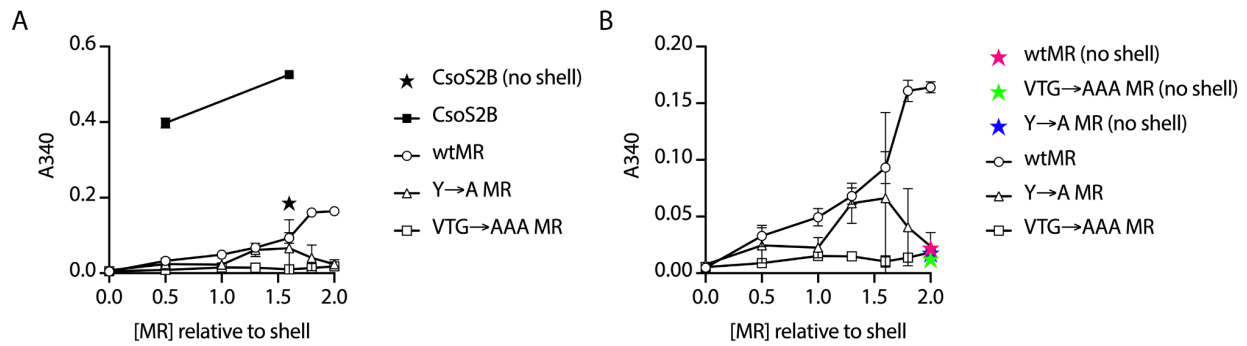 A
A340
0.6
0.4
0.2
0.0
0.0 0.5 1.0 1.5 2.0
[MR] relative to shell
CsoS2B (no shell)
CsoS2B
wtMR
Y→A MR
VTG→AAA MR
B
A340
0.20
0.15
0.10
0.05
0.00
0.0 0.5 1.0 1.5 2.0
[MR] relative to shell
wtMR (no shell)
VTG→AAA MR (no shell)
Y→A MR (no shell)
wtMR
Y→A MR
VTG→AAA MR